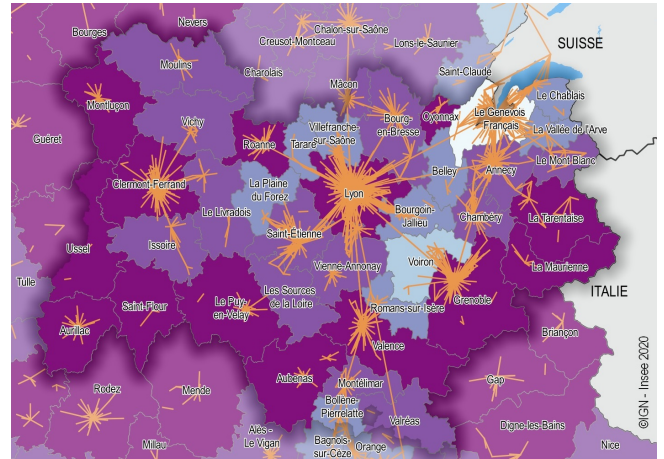 Nevers
Bourges
Chalon-sur-Saône
Creusot-Montceau
Lons-le-Saunier
SUISSE
Moulins
Charolais
Saint-Claude
Mâcon
Le Chablais
Montluçon
Vichy
Bourg-
en-Bresse
Oyonnax
Le Genevois
Français
La Vallée de l'Arve
Guéret
Roanne
Tarare
Villefranche-
sur-Saône
Le Mont Blanc
Clermont-Ferrand
La Plaine
du Forez
Lyon
Belley
Annecy
Le Livradois
Bourgoin-
Jallieu
Chambéry
La Tarentaise
Ussel
Issoire
Saint-Étienne
Voiron
Tulle
Vienne-Annonay
La Maurienne
Saint-Flour
Le Puy-
en-Velay
Les Sources
de la Loire
Romans-sur-Isère
Grenoble
ITALIE
Aurillac
Valence
Briançon
Aubenas
Montélimar
Gap
Rodez
Mende
Bollène-
Pierrelatte
Valréas
Digne-les-Bains
Millau
Alès -
Le Vigan
Bagnols-
sur-Cèze
Orange
Nice
©IGN - Insee 2020